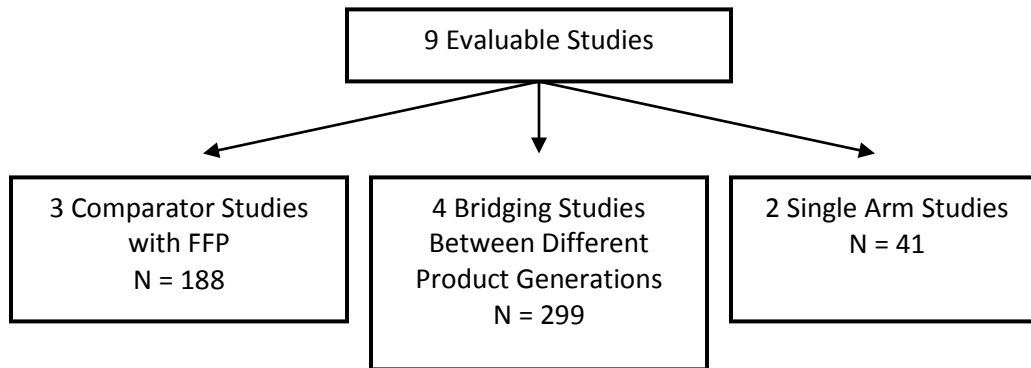 9 Evaluable Studies
3 Comparator Studies
with FFP
N = 188
4 Bridging Studies
Between Different
Product Generations
N = 299
2 Single Arm Studies
N = 41